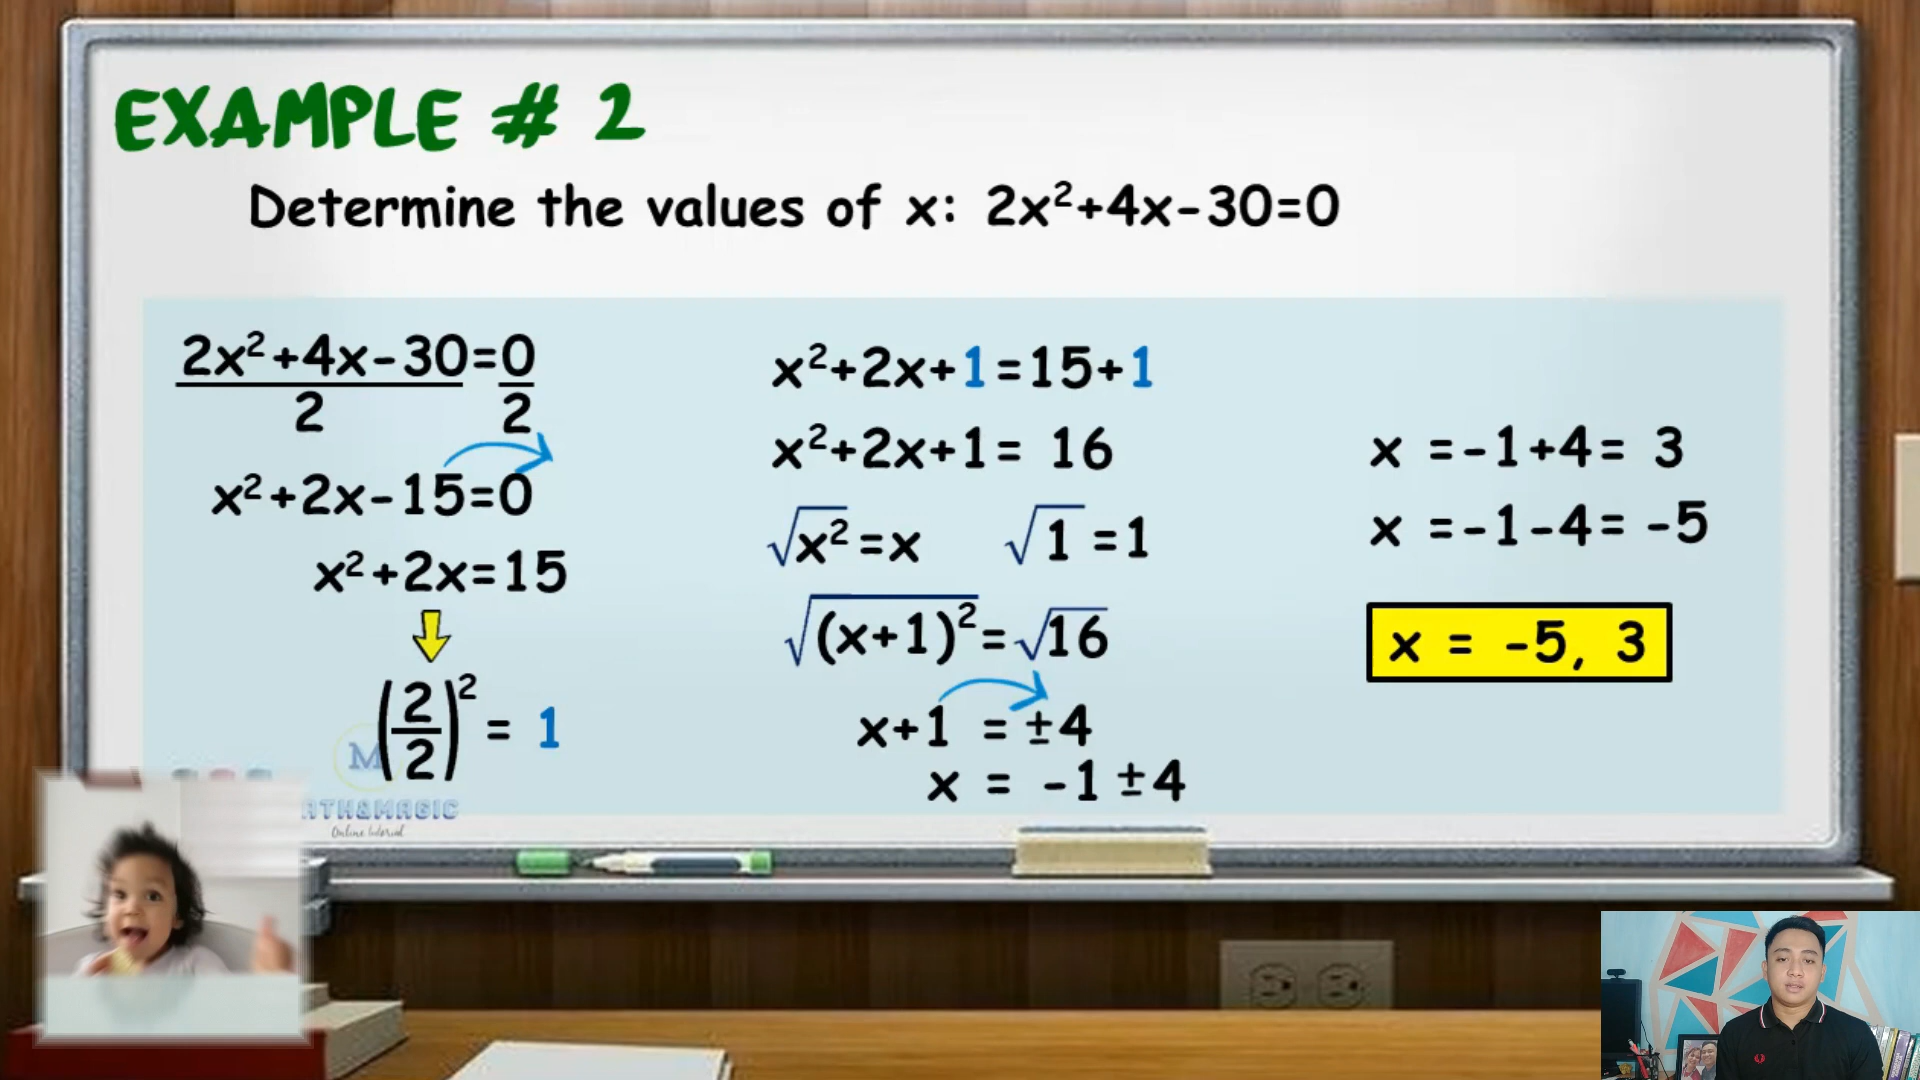 EXAMPLE # 2
Determine the values of x: 2x²+4x-30=0
2x²+4x-30=0
2 2
x²+2x-15=0
x²+2x=15
(2/2)² = 1
x²+2x+1=15+1
x²+2x+1= 16
√x²=x √1=1
√(x+1)²=√16
x+1 = ±4
x = -1±4
x =-1+4= 3
x =-1-4= -5
x = -5, 3
M
ATH&MAGIC
Online Tutorial